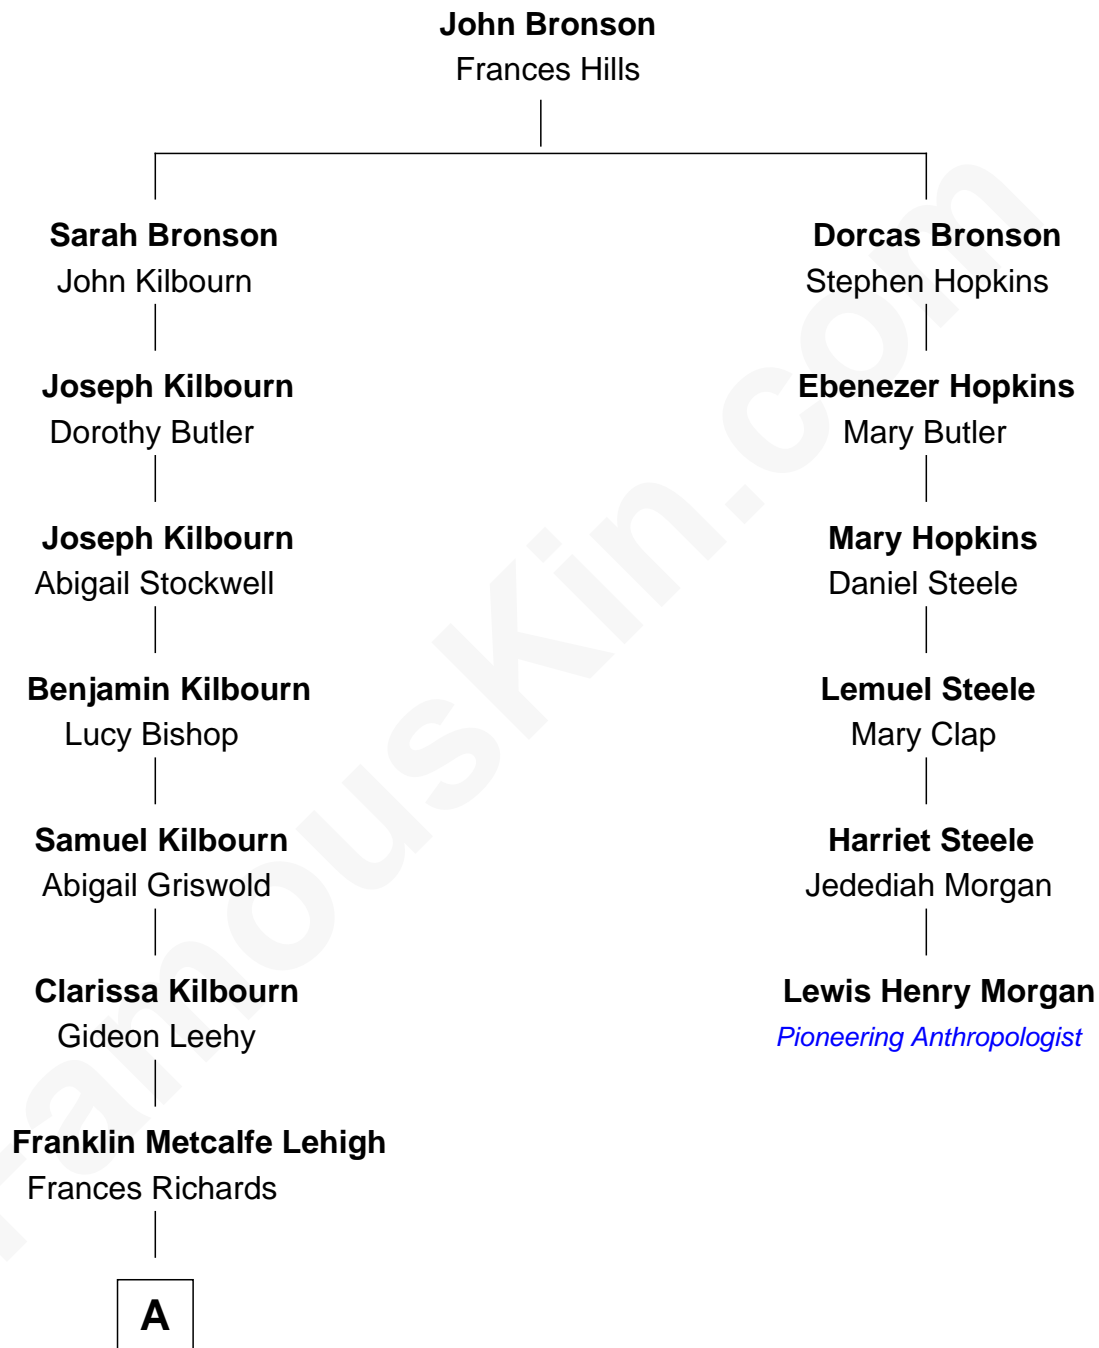 John Bronson
Frances Hills
Sarah Bronson
John Kilbourn
Dorcas Bronson
Stephen Hopkins
Joseph Kilbourn
Dorothy Butler
Ebenezer Hopkins
Mary Butler
Joseph Kilbourn
Abigail Stockwell
Mary Hopkins
Daniel Steele
Benjamin Kilbourn
Lucy Bishop
Lemuel Steele
Mary Clap
Samuel Kilbourn
Abigail Griswold
Harriet Steele
Jedediah Morgan
Clarissa Kilbourn
Gideon Leehy
Lewis Henry Morgan
Pioneering Anthropologist
Franklin Metcalfe Lehigh
Frances Richards
A
FamousKin.com